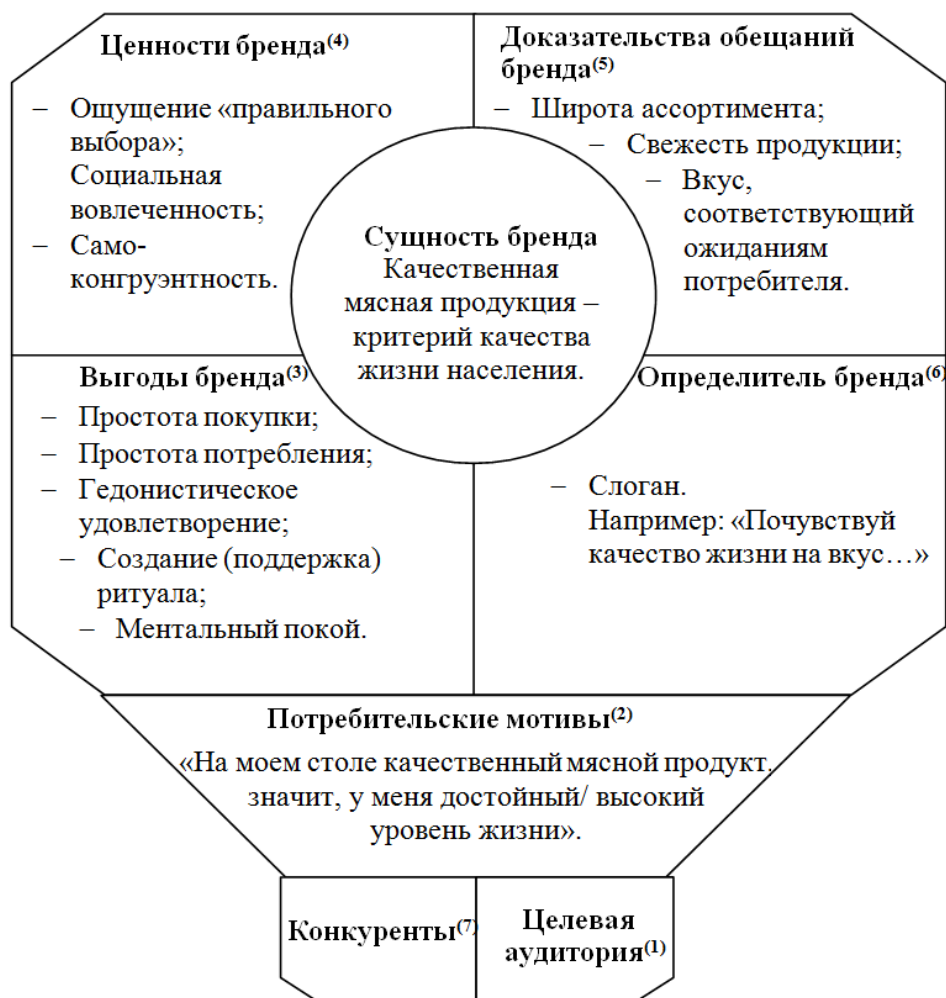 Ценности бренда(4)
– Ощущение «правильного
выбора»;
Социальная
вовлеченность;
– Само-
конгруэнтность.
Доказательства обещаний
бренда(5)
– Широта ассортимента;
– Свежесть продукции;
– Вкус,
соответствующий
ожиданиям
потребителя.
Сущность бренда
Качественная
мясная продукция –
критерий качества
жизни населения.
Выгоды бренда(3)
– Простота покупки;
– Простота потребления;
– Гедонистическое
удовлетворение;
– Создание (поддержка)
ритуала;
– Ментальный покой.
Определитель бренда(6)
– Слоган.
Например: «Почувствуй
качество жизни на вкус…»
Потребительские мотивы(2)
«На моем столе качественный мясной продукт.
значит, у меня достойный/ высокий
уровень жизни».
Конкуренты(7)
Целевая
аудитория(1)